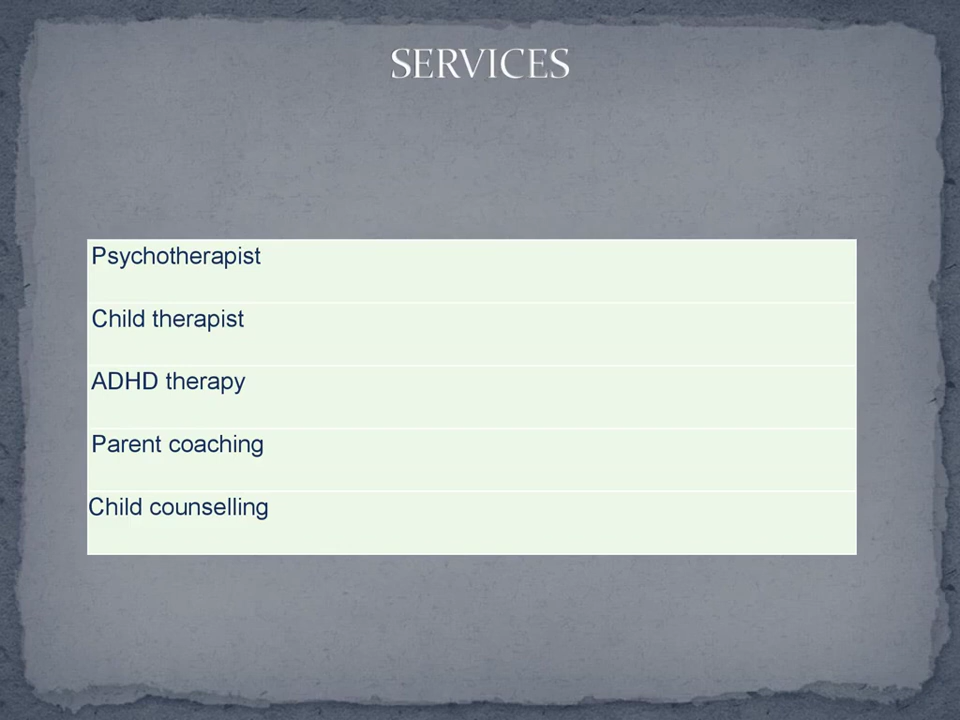 SERVICES
Psychotherapist
Child therapist
ADHD therapy
Parent coaching
Child counselling